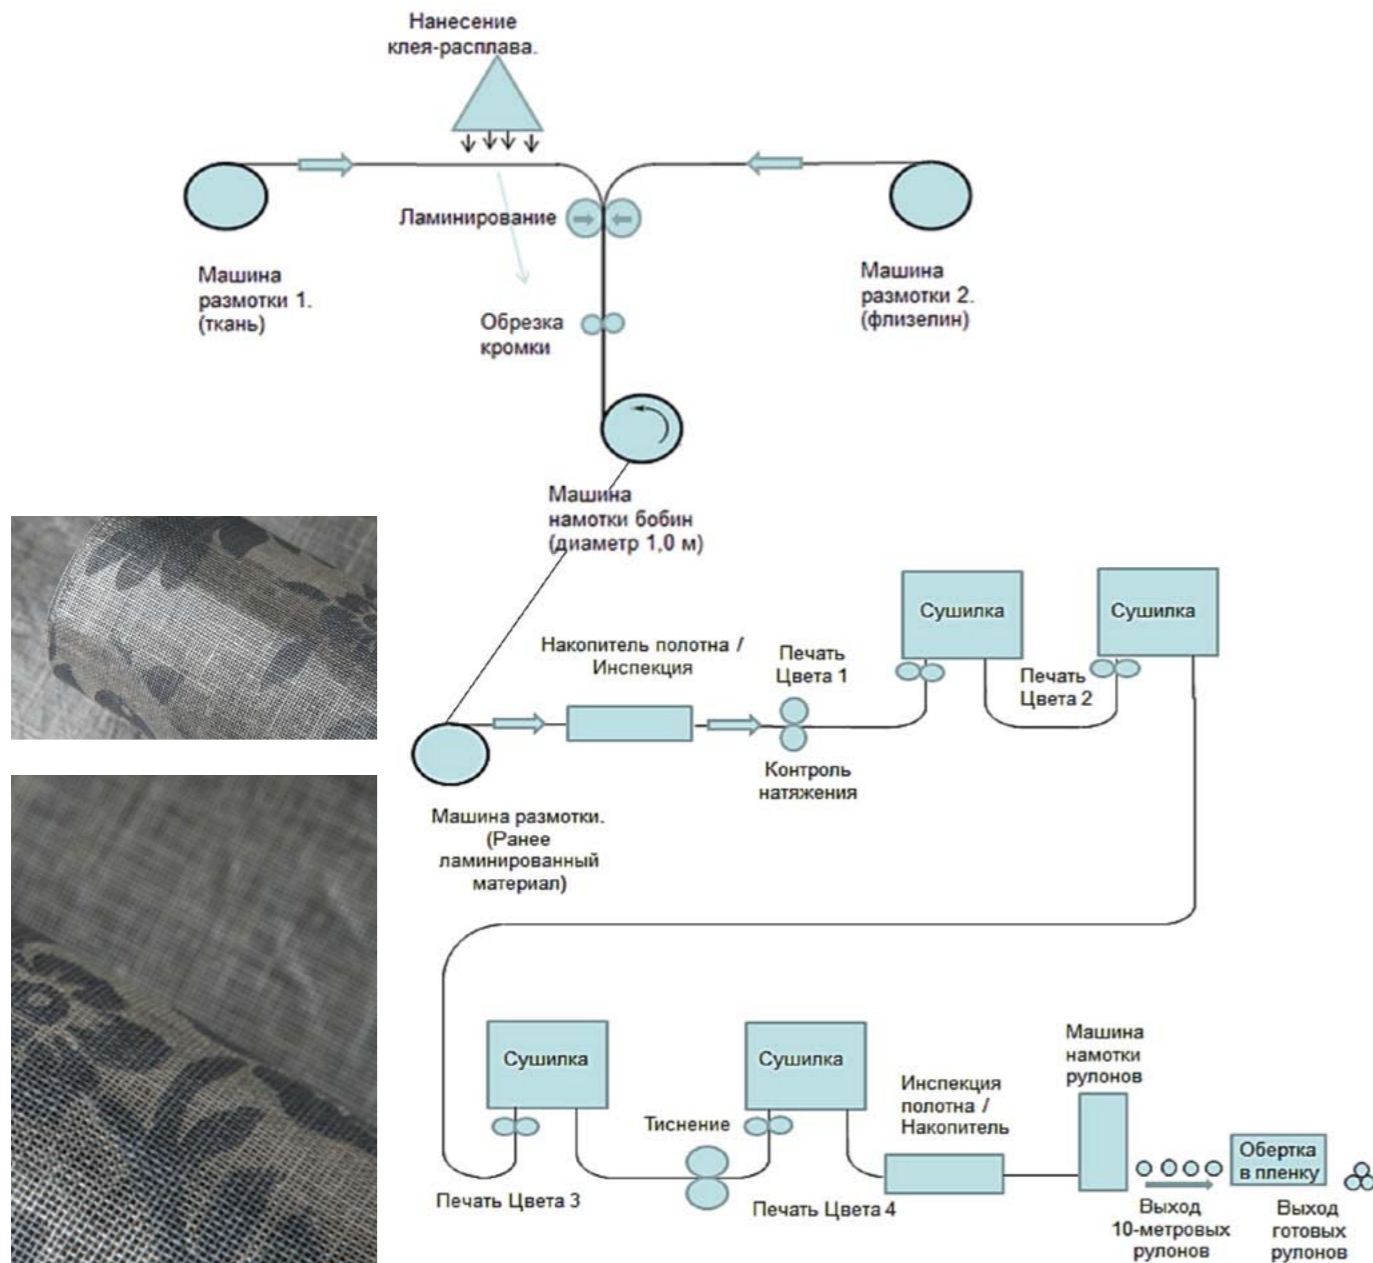 Нанесение
клея-расплава.
Ламинирование
Машина
размотки 1.
(ткань)
Машина
размотки 2.
(флизелин)
Обрезка
кромки
Машина
намотки бобин
(диаметр 1,0 м)
Сушилка
Сушилка
Накопитель полотна /
Инспекция
Печать
Цвета 1
Печать
Цвета 2
Контроль
натяжения
Машина размотки.
(Ранее
ламинированный
материал)
Сушилка
Сушилка
Машина
намотки
рулонов
Инспекция
полотна /
Накопитель
Тиснение
Обертка
в пленку
Печать Цвета 3
Печать Цвета 4
Выход
10-метровых
рулонов
Выход
готовых
рулонов